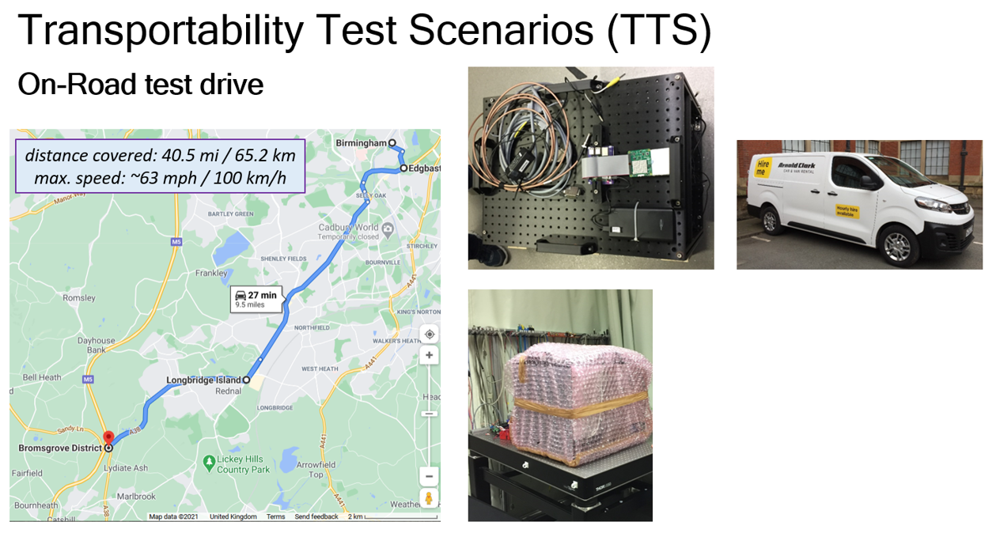 Transportability Test Scenarios (TTS)
On-Road test drive
distance covered: 40.5 mi / 65.2 km
max. speed: ~63 mph / 100 km/h
Birmingham
Edgbast
Manor Way
SELLY OAK
BARTLEY GREEN
Cadbury World
Temporarily closed
M5
STIRCHLEY
SHENLEY FIELDS
BOURNVILLE
Frankley
A441
27 min
9.5 miles
Romsley
KING'S NORTON
NORTHFIELD
Dayhouse
Bank
WALKER'S HEATH
WEST HEATH
A441
Bell Heath
M5
Longbridge Island
Rednal
d
Head
LONGBRIDGE
Sandy Ln
A38
A441
Bromsgrove District
Lickey Hills
Country Park
Arrowfield
Top
Lydiate Ash
Fairfield
Marlbrook
A441
Bournheath
A38
Weathe
Catshill
Map data ©2021 United Kingdom Terms Send feedback 2 km
Hire
me
Arnold Clark
CAR & VAN RENTAL
Hourly hire
available
THORLABS